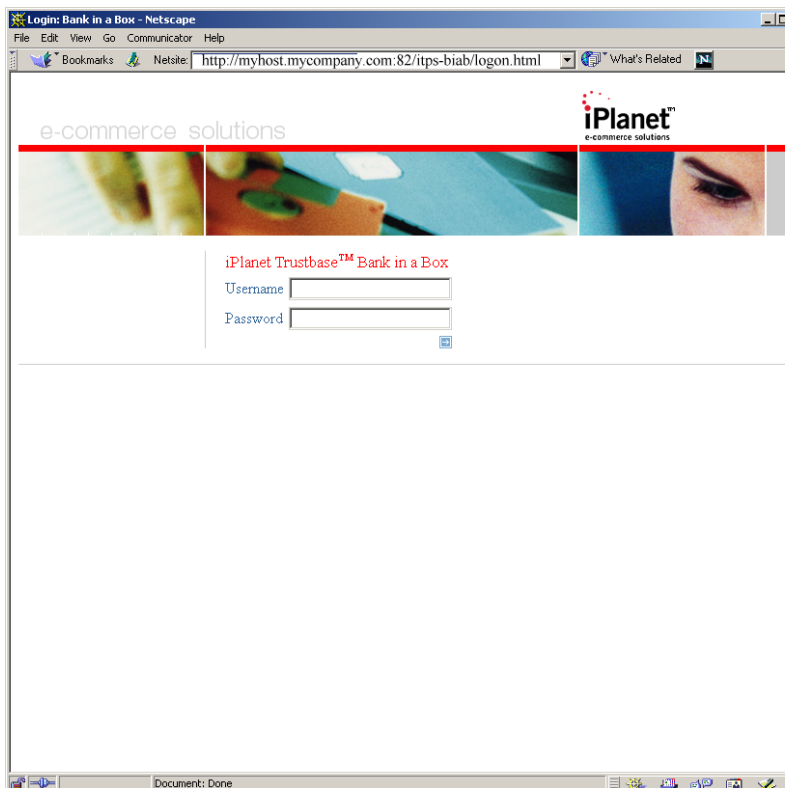 Login: Bank in a Box - Netscape
File Edit View Go Communicator Help
Bookmarks Netsite: http://myhost.mycompany.com:82/itps-biab/logon.html What's Related N
e-commerce solutions
iPlanet™
e-commerce solutions
iPlanet Trustbase™ Bank in a Box
Username
Password
Document: Done